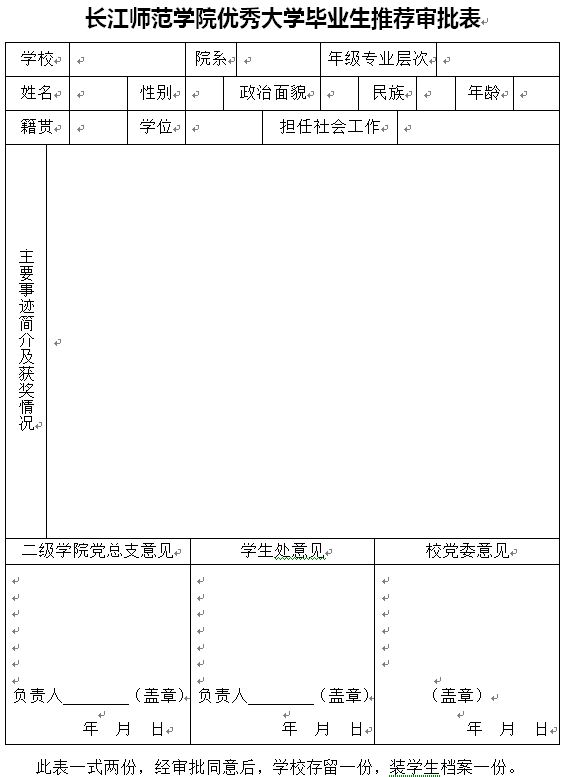 长江师范学院优秀大学毕业生推荐审批表
学校 院系 年级专业层次
姓名 性别 政治面貌 民族 年龄
籍贯 学位 担任社会工作
主要事迹简介及获奖情况
二级学院党总支意见 学生处意见 校党委意见
负责人________（盖章） 负责人________（盖章） （盖章）
年 月 日 年 月 日 年 月 日
此表一式两份，经审批同意后，学校存留一份，装学生档案一份。